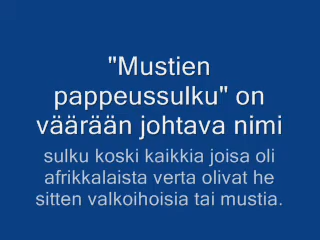 "Mustien
pappeussulku" on
väärään johtava nimi
sulku koski kaikkia joisa oli
afrikkalaista verta olivat he
sitten valkoihoisia tai mustia.